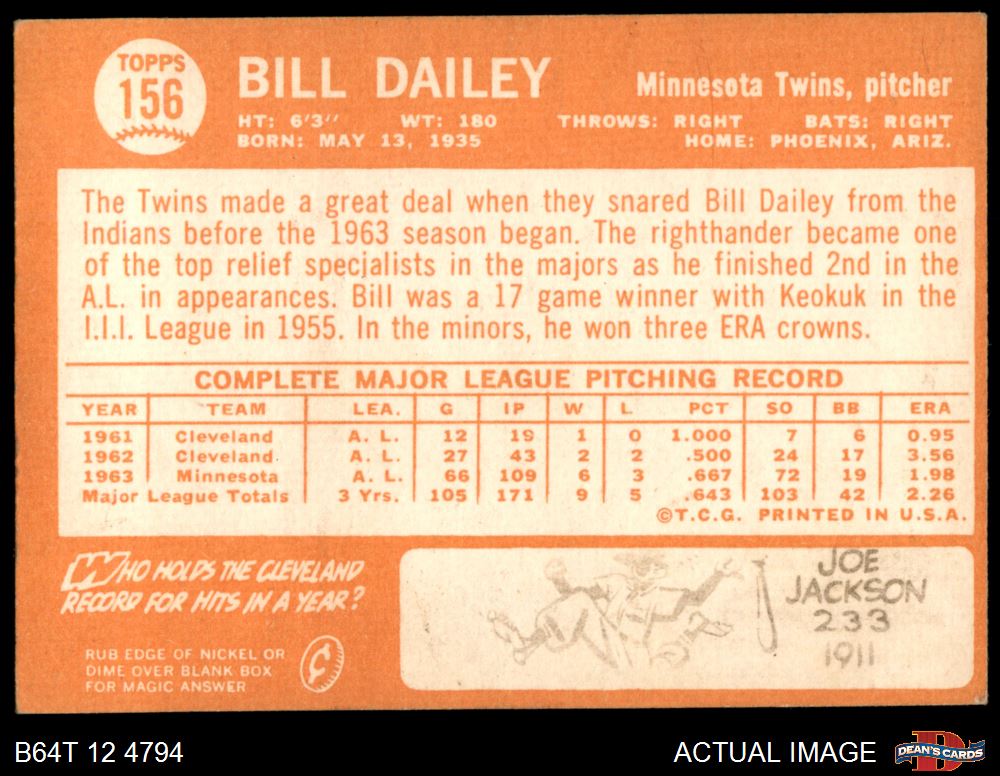 TOPPS
156
BILL DAILEY
Minnesota Twins, pitcher
HT: 6'3" WT: 180 THROWS: RIGHT BATS: RIGHT
BORN: MAY 13, 1935 HOME: PHOENIX, ARIZ.
The Twins made a great deal when they snared Bill Dailey from the
Indians before the 1963 season began. The righthander became one
of the top relief specialists in the majors as he finished 2nd in the
A.L. in appearances. Bill was a 17 game winner with Keokuk in the
I.I.I. League in 1955. In the minors, he won three ERA crowns.
COMPLETE MAJOR LEAGUE PITCHING RECORD
YEAR TEAM LEA. G IP W L PCT SO BB ERA
1961 Cleveland A. L. 12 19 1 0 1.000 7 6 0.95
1962 Cleveland A. L. 27 43 2 2 .500 24 17 3.56
1963 Minnesota A. L. 66 109 6 3 .667 72 19 1.98
Major League Totals 3 Yrs. 105 171 9 5 .643 103 42 2.26
©T.C.G. PRINTED IN U.S.A.
WHO HOLDS THE CLEVELAND
RECORD FOR HITS IN A YEAR?
RUB EDGE OF NICKEL OR
DIME OVER BLANK BOX
FOR MAGIC ANSWER
¢
JOE
JACKSON
233
1911
B64T 12 4794
ACTUAL IMAGE
DEAN'S CARDS